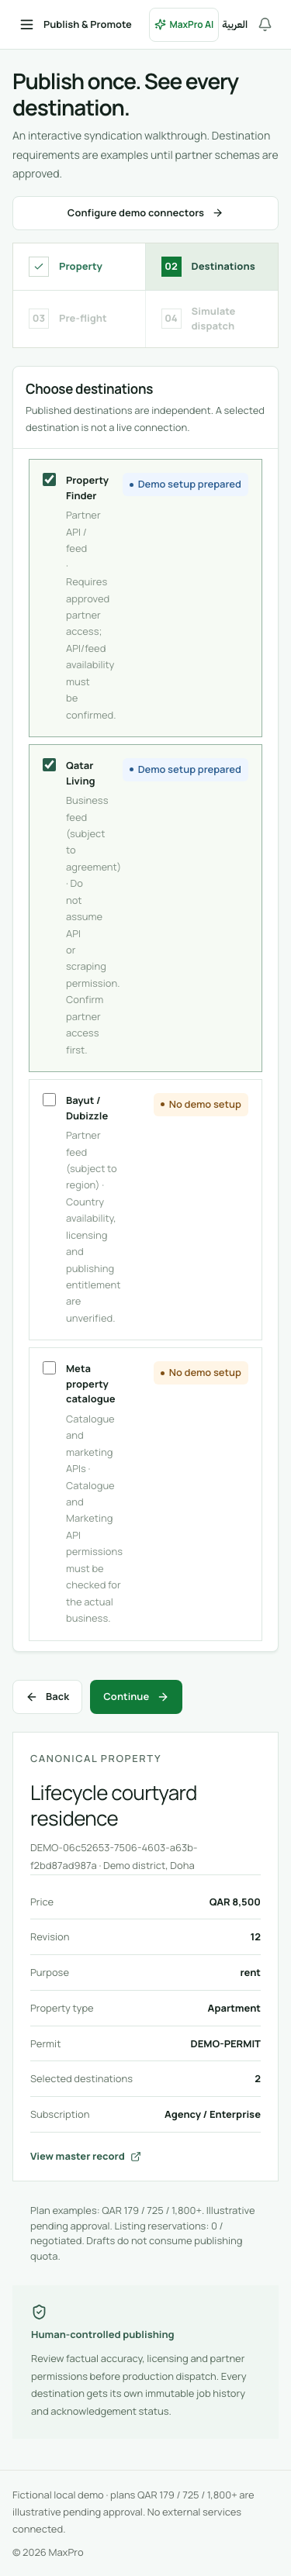 Publish & Promote
MaxPro AI
العربية
Publish once. See every
destination.
An interactive syndication walkthrough. Destination
requirements are examples until partner schemas are
approved.
Configure demo connectors
Property
02 Destinations
03 Pre-flight
04 Simulate
dispatch
Choose destinations
Published destinations are independent. A selected
destination is not a live connection.
Property
Finder
Demo setup prepared
Partner
API /
feed
·
Requires
approved
partner
access;
API/feed
availability
must
be
confirmed.
Qatar
Living
Demo setup prepared
Business
feed
(subject
to
agreement)
· Do
not
assume
API
or
scraping
permission.
Confirm
partner
access
first.
Bayut /
Dubizzle
No demo setup
Partner
feed
(subject to
region) ·
Country
availability,
licensing
and
publishing
entitlement
are
unverified.
Meta
property
catalogue
No demo setup
Catalogue
and
marketing
APIs ·
Catalogue
and
Marketing
API
permissions
must be
checked for
the actual
business.
Back
Continue
CANONICAL PROPERTY
Lifecycle courtyard
residence
DEMO-06c52653-7506-4603-a63b-
f2bd87ad987a · Demo district, Doha
Price QAR 8,500
Revision 12
Purpose rent
Property type Apartment
Permit DEMO-PERMIT
Selected destinations 2
Subscription Agency / Enterprise
View master record
Plan examples: QAR 179 / 725 / 1,800+. Illustrative
pending approval. Listing reservations: 0 /
negotiated. Drafts do not consume publishing
quota.
Human-controlled publishing
Review factual accuracy, licensing and partner
permissions before production dispatch. Every
destination gets its own immutable job history
and acknowledgement status.
Fictional local demo · plans QAR 179 / 725 / 1,800+ are
illustrative pending approval. No external services
connected.
© 2026 MaxPro